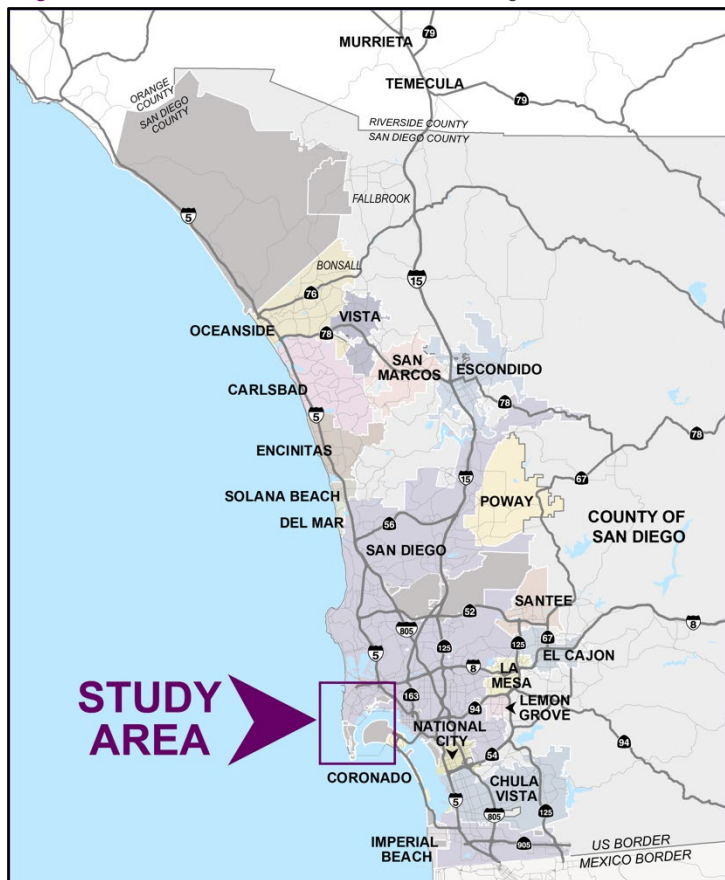 79
MURRIETA
TEMECULA
79
ORANGE
COUNTY
SAN DIEGO
COUNTY
RIVERSIDE COUNTY
SAN DIEGO COUNTY
FALLBROOK
5
BONSALL
15
76
VISTA
OCEANSIDE
78
SAN
MARCOS
ESCONDIDO
CARLSBAD
78
5
78
ENCINITAS
15
67
POWAY
SOLANA BEACH
COUNTY OF
SAN DIEGO
DEL MAR
56
SAN DIEGO
SANTEE
52
805
67
8
125
125
5
EL CAJON
8
LA
MESA
STUDY
AREA
163
94
LEMON
GROVE
NATIONAL
CITY
94
54
CORONADO
CHULA
VISTA
5
125
805
IMPERIAL
BEACH
905
US BORDER
MEXICO BORDER